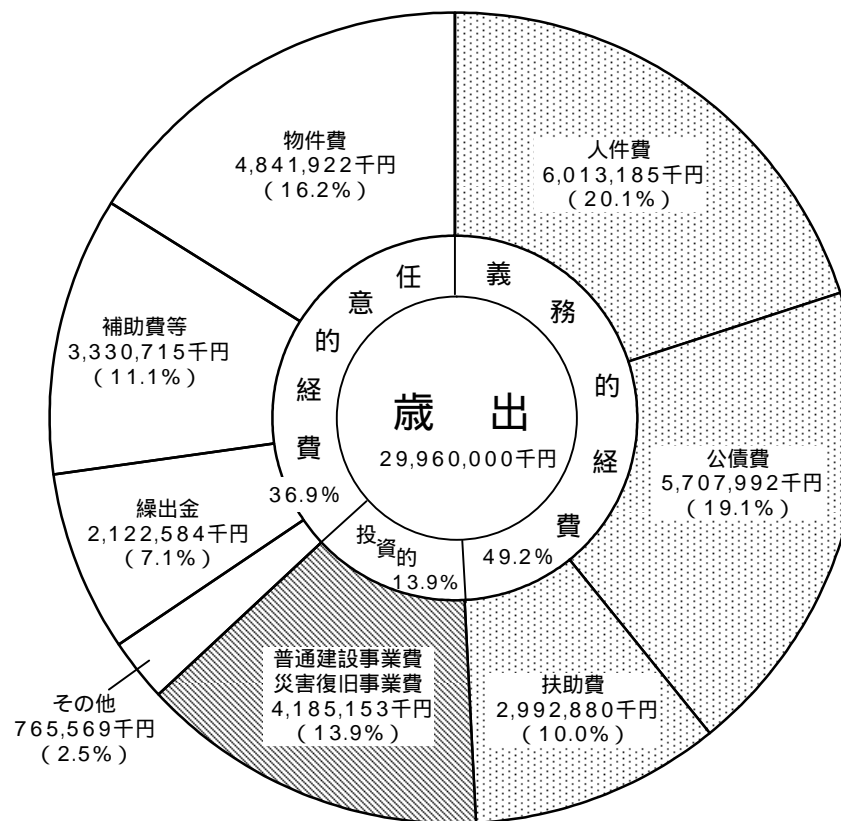 物件費
4,841,922千円
（16.2%）
人件費
6,013,185千円
（20.1%）
補助費等
3,330,715千円
（11.1%）
公債費
5,707,992千円
（19.1%）
繰出金
2,122,584千円
（7.1%）
扶助費
2,992,880千円
（10.0%）
普通建設事業費
災害復旧事業費
4,185,153千円
（13.9%）
その他
765,569千円
（2.5%）
任意的経費
36.9%
義務的経費
49.2%
投資的
13.9%
歳出
29,960,000千円